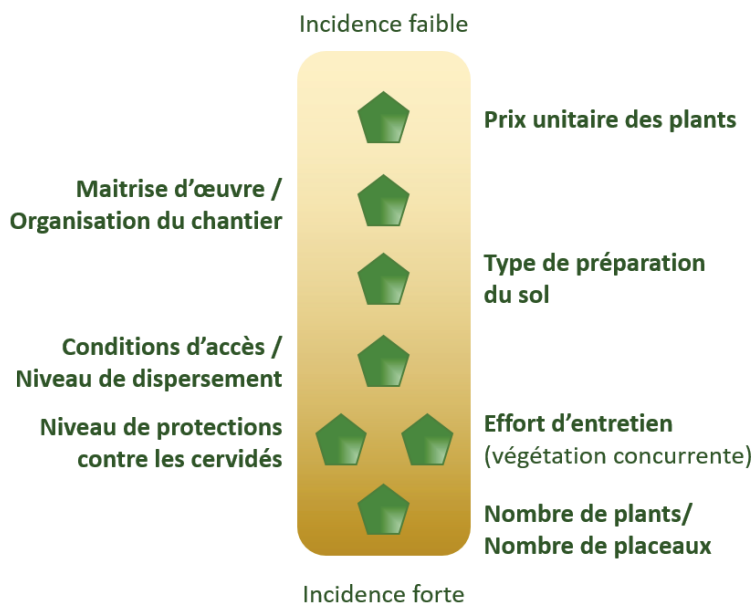 Incidence faible
Prix unitaire des plants
Maitrise d'œuvre /
Organisation du chantier
Type de préparation
du sol
Conditions d'accès /
Niveau de dispersement
Niveau de protections
contre les cervidés
Effort d'entretien
(végétation concurrente)
Nombre de plants/
Nombre de placeaux
Incidence forte